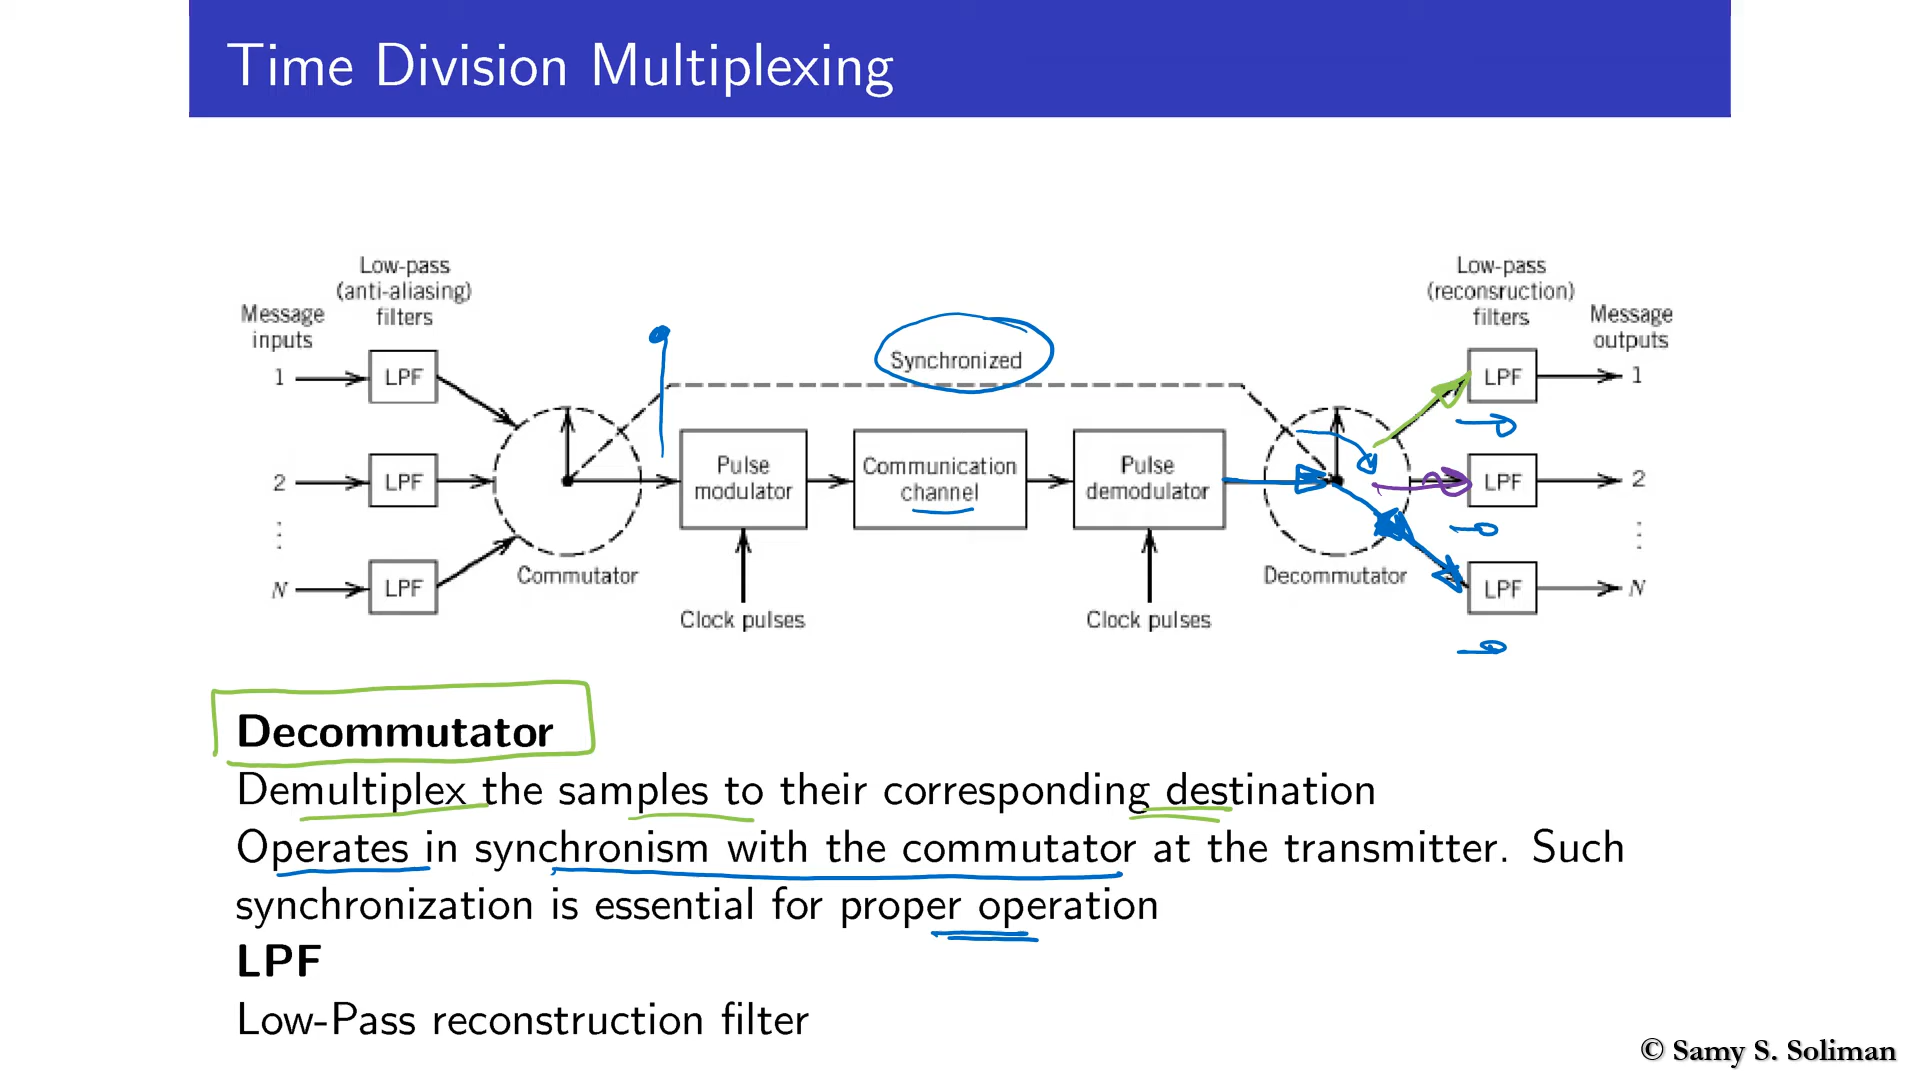 Time Division Multiplexing
Low-pass
(anti-aliasing)
filters
Message
inputs
1
LPF
2
LPF
N
LPF
Commutator
Synchronized
Pulse
modulator
Clock pulses
Communication
channel
Pulse
demodulator
Clock pulses
Decommutator
Low-pass
(reconsruction)
filters
Message
outputs
LPF
1
LPF
2
LPF
N
Decommutator
Demultiplex the samples to their corresponding destination
Operates in synchronism with the commutator at the transmitter. Such
synchronization is essential for proper operation
LPF
Low-Pass reconstruction filter
© Samy S. Soliman